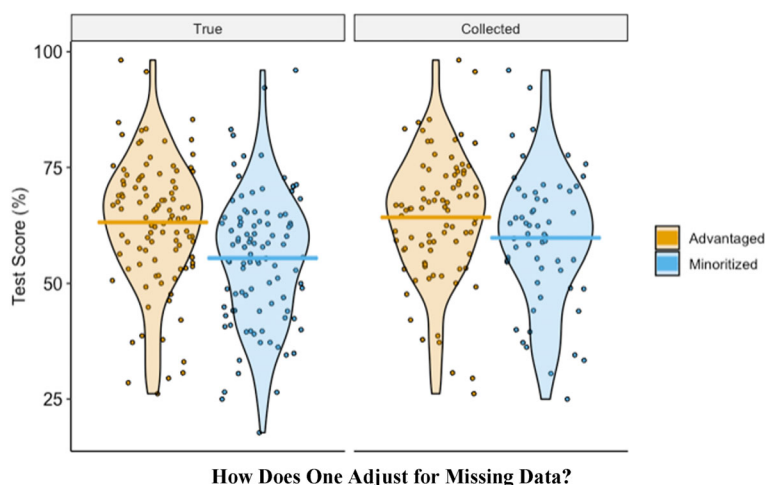 True
Collected
100
75
50
25
Test Score (%)
Advantaged
Minoritized
How Does One Adjust for Missing Data?